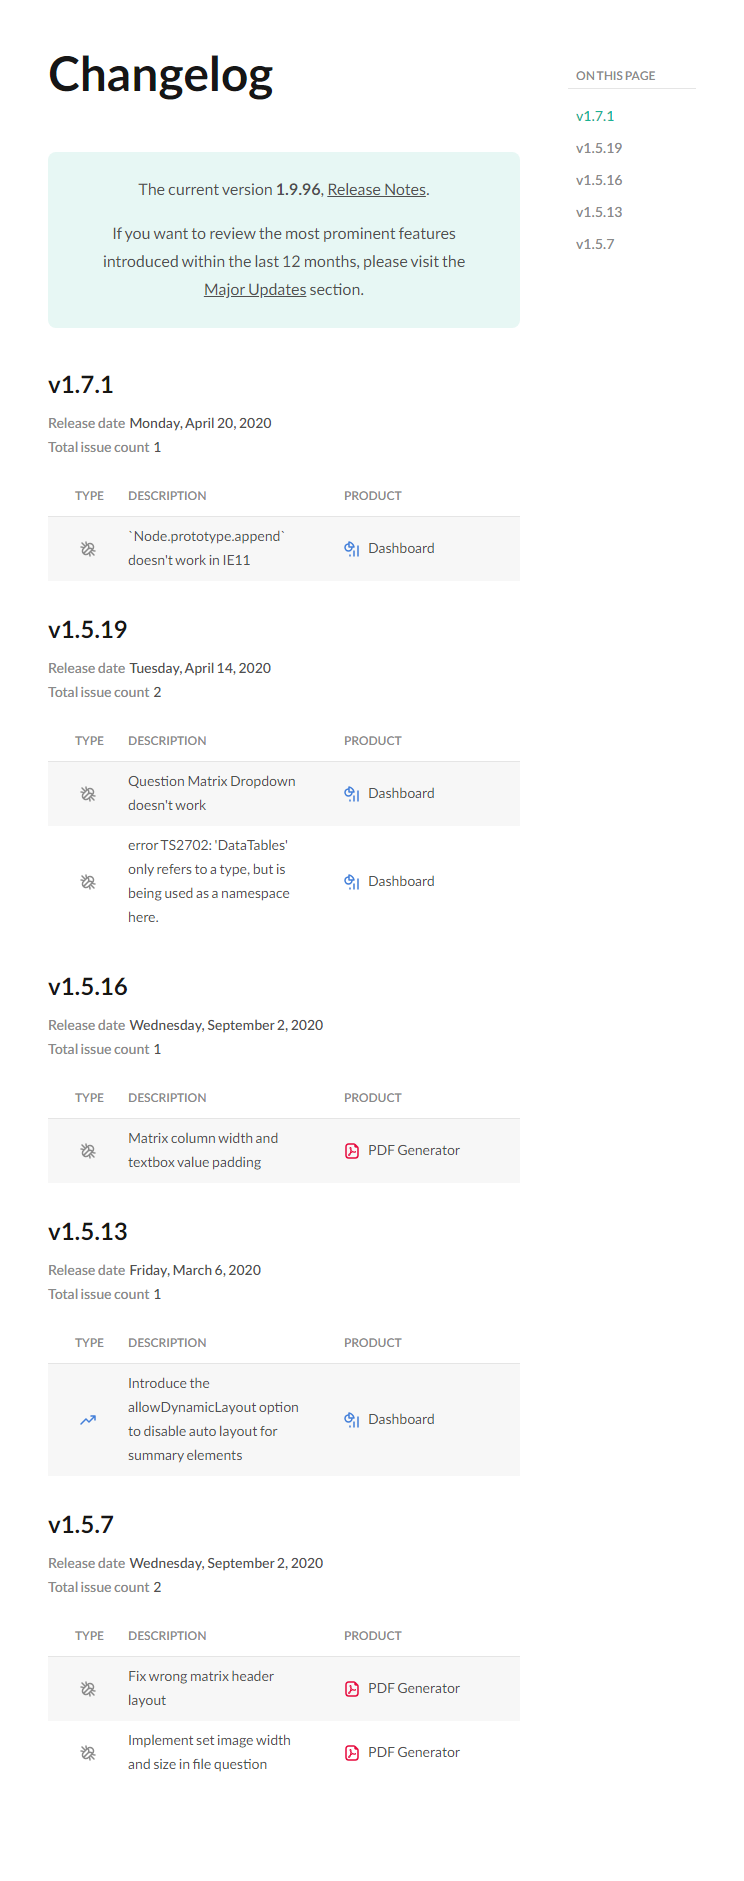 Changelog
ON THIS PAGE
v1.7.1
v1.5.19
v1.5.16
v1.5.13
v1.5.7
The current version 1.9.96, Release Notes.
If you want to review the most prominent features
introduced within the last 12 months, please visit the
Major Updates section.
v1.7.1
Release date Monday, April 20, 2020
Total issue count 1
TYPE DESCRIPTION PRODUCT
`Node.prototype.append`
doesn't work in IE11
Dashboard
v1.5.19
Release date Tuesday, April 14, 2020
Total issue count 2
TYPE DESCRIPTION PRODUCT
Question Matrix Dropdown
doesn't work
Dashboard
error TS2702: 'DataTables'
only refers to a type, but is
being used as a namespace
here.
Dashboard
v1.5.16
Release date Wednesday, September 2, 2020
Total issue count 1
TYPE DESCRIPTION PRODUCT
Matrix column width and
textbox value padding
PDF Generator
v1.5.13
Release date Friday, March 6, 2020
Total issue count 1
TYPE DESCRIPTION PRODUCT
Introduce the
allowDynamicLayout option
to disable auto layout for
summary elements
Dashboard
v1.5.7
Release date Wednesday, September 2, 2020
Total issue count 2
TYPE DESCRIPTION PRODUCT
Fix wrong matrix header
layout
PDF Generator
Implement set image width
and size in file question
PDF Generator